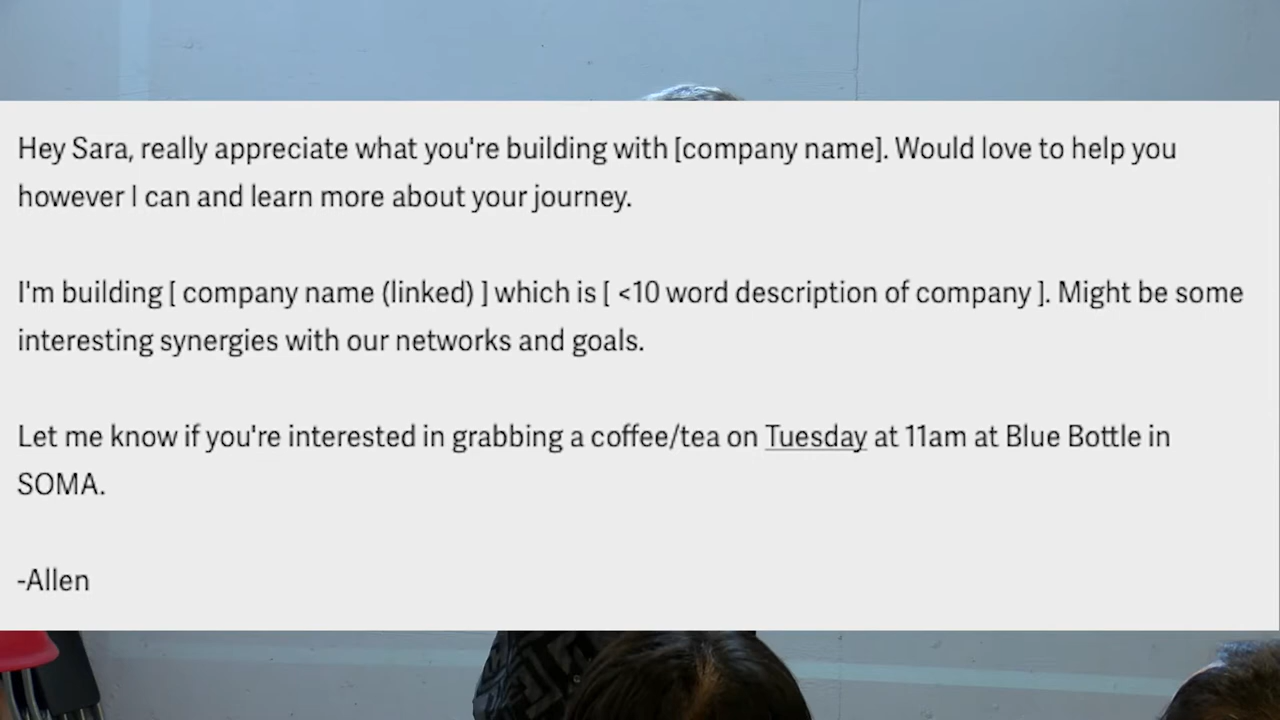 Hey Sara, really appreciate what you're building with [company name]. Would love to help you
however I can and learn more about your journey.
I'm building [ company name (linked) ] which is [ <10 word description of company ]. Might be some
interesting synergies with our networks and goals.
Let me know if you're interested in grabbing a coffee/tea on Tuesday at 11am at Blue Bottle in
SOMA.
-Allen